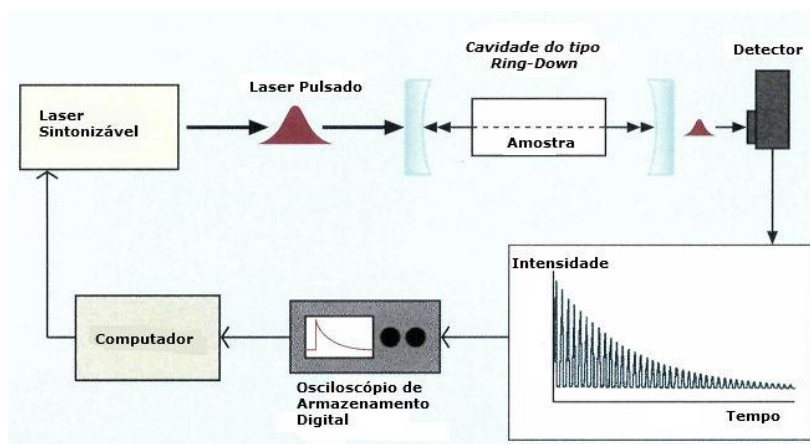 Cavidade do tipo
Ring-Down
Detector
Laser Pulsado
Laser
Sintonizável
Amostra
Intensidade
Computador
Osciloscópio de
Armazenamento
Digital
Tempo